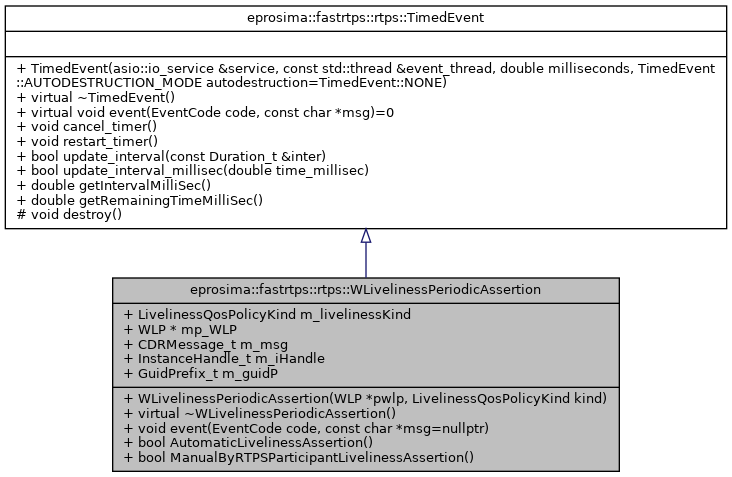 eprosima::fastrtps::rtps::TimedEvent
+ TimedEvent(asio::io_service &service, const std::thread &event_thread, double milliseconds, TimedEvent
::AUTODESTRUCTION_MODE autodestruction=TimedEvent::NONE)
+ virtual ~TimedEvent()
+ virtual void event(EventCode code, const char *msg)=0
+ void cancel_timer()
+ void restart_timer()
+ bool update_interval(const Duration_t &inter)
+ bool update_interval_millisec(double time_millisec)
+ double getIntervalMilliSec()
+ double getRemainingTimeMilliSec()
# void destroy()
eprosima::fastrtps::rtps::WLivelinessPeriodicAssertion
+ LivelinessQosPolicyKind m_livelinessKind
+ WLP * mp_WLP
+ CDRMessage_t m_msg
+ InstanceHandle_t m_iHandle
+ GuidPrefix_t m_guidP
+ WLivelinessPeriodicAssertion(WLP *pwlp, LivelinessQosPolicyKind kind)
+ virtual ~WLivelinessPeriodicAssertion()
+ void event(EventCode code, const char *msg=nullptr)
+ bool AutomaticLivelinessAssertion()
+ bool ManualByRTPSParticipantLivelinessAssertion()